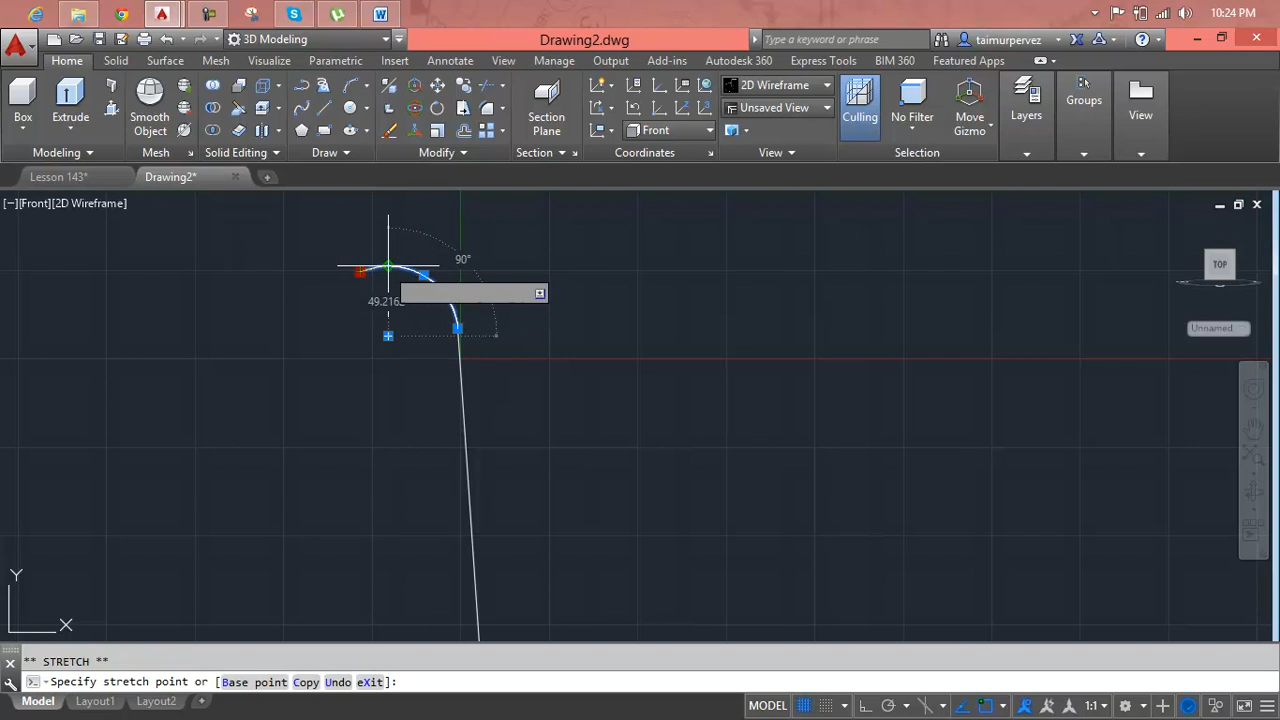 10:24 PM
3D Modeling
Drawing2.dwg
Type a keyword or phrase
taimurpervez
Home Solid Surface Mesh Visualize Parametric Insert Annotate View Manage Output Add-ins Autodesk 360 Express Tools BIM 360 Featured Apps
Box
Extrude
Smooth Object
Section Plane
2D Wireframe
Unsaved View
Front
Culling
No Filter
Move Gizmo
Layers
Groups
View
Modeling Mesh Solid Editing Draw Modify Section Coordinates View Selection
Lesson 143* Drawing2*
[−][Front][2D Wireframe]
90°
TOP
Unnamed
Y
X
** STRETCH **
Specify stretch point or [Base point Copy Undo eXit]:
Model Layout1 Layout2
MODEL 1:1